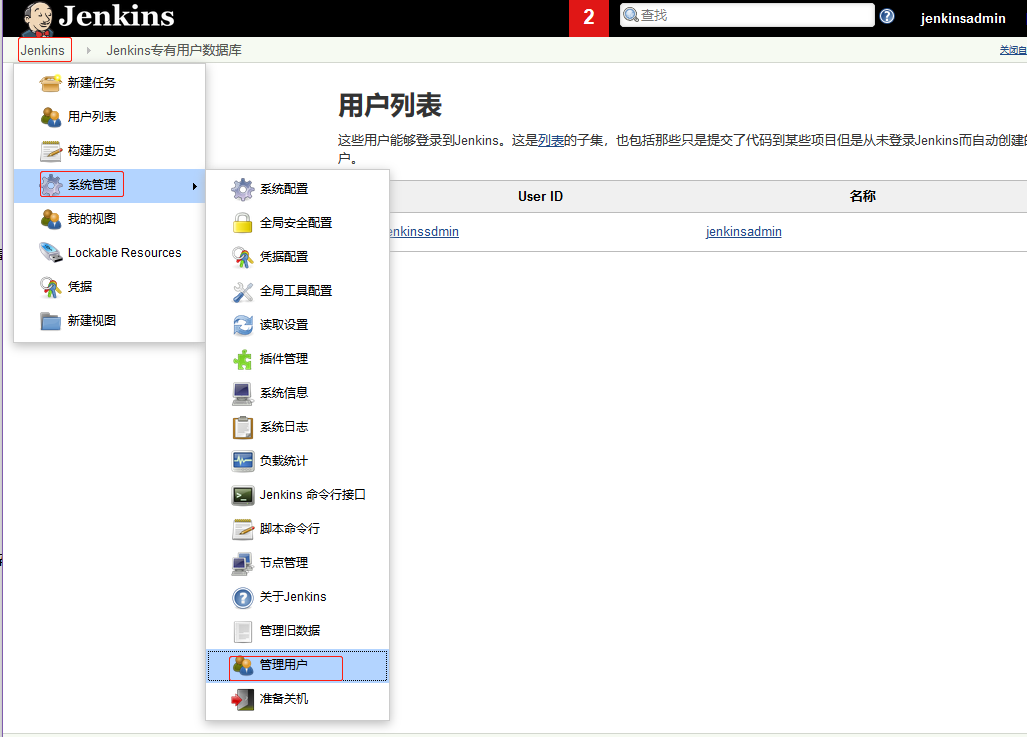 Jenkins
2
查找
jenkinsadmin
Jenkins
Jenkins专有用户数据库
关闭自
新建任务
用户列表
构建历史
系统管理
我的视图
Lockable Resources
凭据
新建视图
系统配置
全局安全配置
凭据配置
全局工具配置
读取设置
插件管理
系统信息
系统日志
负载统计
Jenkins 命令行接口
脚本命令行
节点管理
关于Jenkins
管理旧数据
管理用户
准备关机
用户列表
这些用户能够登录到Jenkins。这是列表的子集，也包括那些只是提交了代码到某些项目但是从未登录Jenkins而自动创建的
户。
User ID
名称
enkinssdmin
jenkinsadmin